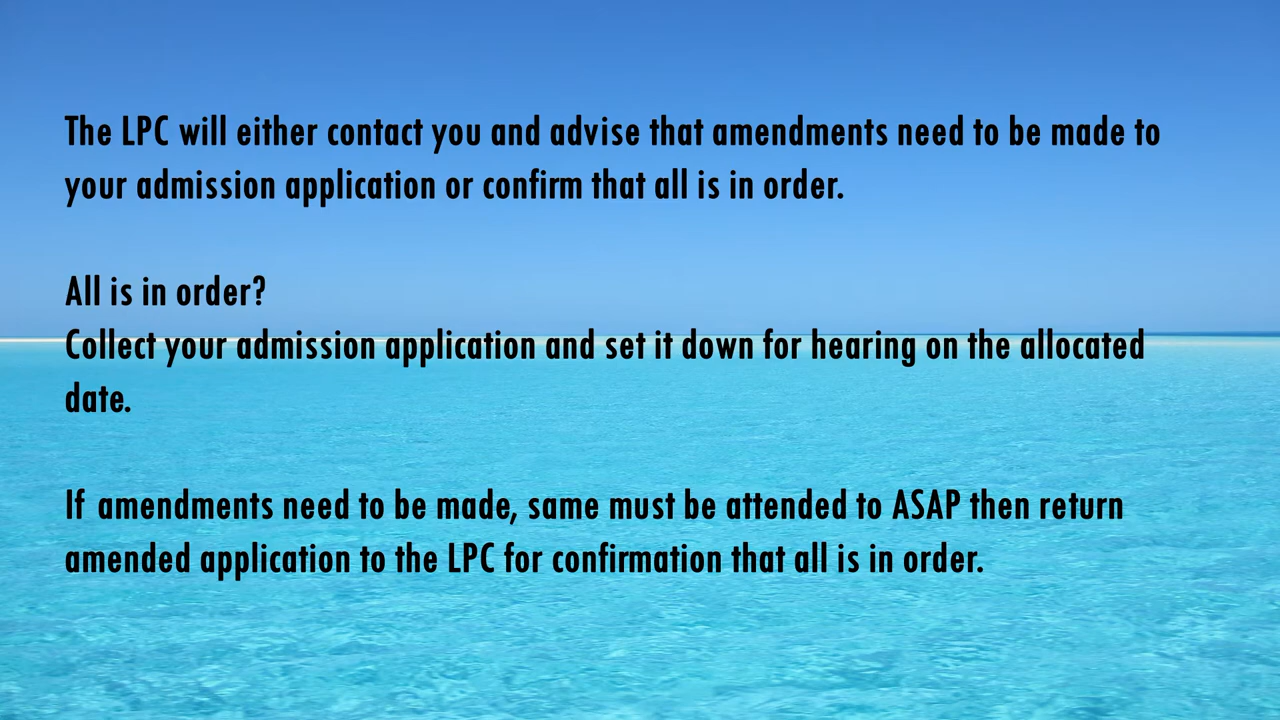 The LPC will either contact you and advise that amendments need to be made to
your admission application or confirm that all is in order.
All is in order?
Collect your admission application and set it down for hearing on the allocated
date.
If amendments need to be made, same must be attended to ASAP then return
amended application to the LPC for confirmation that all is in order.